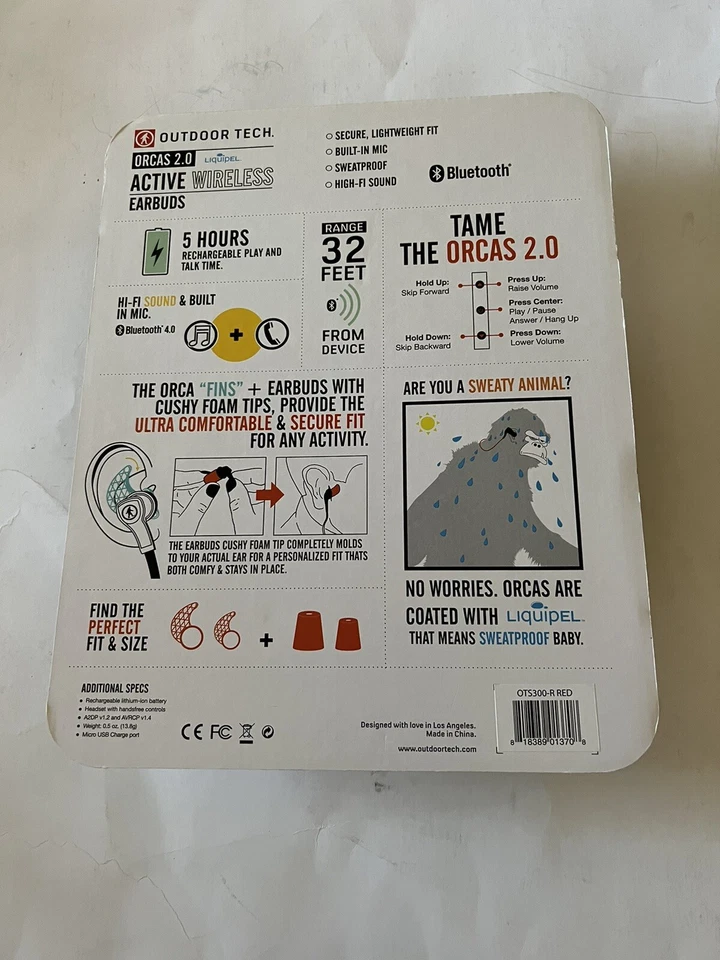 OUTDOOR TECH.
ORCAS 2.0 LIQUIPEL
ACTIVE WIRELESS
EARBUDS
SECURE, LIGHTWEIGHT FIT
BUILT-IN MIC
SWEATPROOF
HIGH-FI SOUND
Bluetooth®
5 HOURS
RECHARGEABLE PLAY AND
TALK TIME.
HI-FI SOUND & BUILT
IN MIC.
Bluetooth® 4.0
+
RANGE
32
FEET
FROM
DEVICE
TAME
THE ORCAS 2.0
Hold Up:
Skip Forward
Hold Down:
Skip Backward
Press Up:
Raise Volume
Press Center:
Play / Pause
Answer / Hang Up
Press Down:
Lower Volume
THE ORCA “FINS” + EARBUDS WITH
CUSHY FOAM TIPS, PROVIDE THE
ULTRA COMFORTABLE & SECURE FIT
FOR ANY ACTIVITY.
THE EARBUDS CUSHY FOAM TIP COMPLETELY MOLDS
TO YOUR ACTUAL EAR FOR A PERSONALIZED FIT THATS
BOTH COMFY & STAYS IN PLACE.
ARE YOU A SWEATY ANIMAL?
NO WORRIES. ORCAS ARE
COATED WITH LIQUIPEL™
THAT MEANS SWEATPROOF BABY.
FIND THE
PERFECT
FIT & SIZE
+
ADDITIONAL SPECS
• Rechargeable lithium-ion battery
• Headset with handsfree controls
• A2DP v1.2 and AVRCP v1.4
• Weight: 0.5 oz. (13.8g)
• Micro USB Charge port
CE FC
Designed with love in Los Angeles.
Made in China.
www.outdoortech.com
OTS300-R RED
8 18389 01370 8